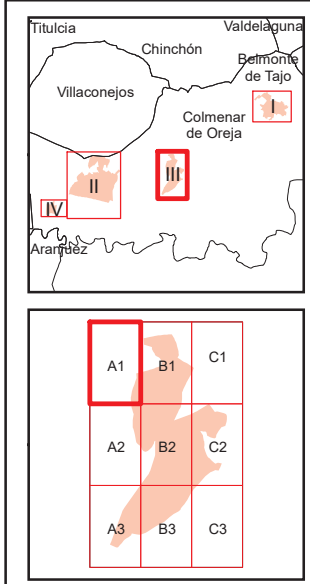 Titulcia
Valdelaguna
Chinchón
Belmonte
de Tajo
Villaconejos
I
Colmenar
de Oreja
III
II
IV
Aranjuez
A1
B1
C1
A2
B2
C2
A3
B3
C3